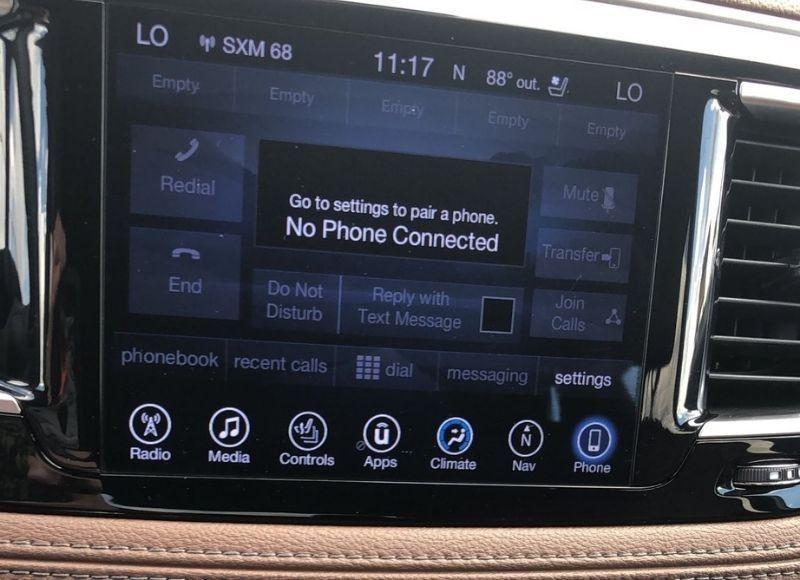 LO SXM 68 11:17 N 88° out. LO
Empty Empty Empty Empty Empty
Redial
Go to settings to pair a phone.
No Phone Connected
Mute
Transfer
End
Do Not
Disturb
Reply with
Text Message
Join
Calls
phonebook recent calls dial messaging settings
N
Radio Media Controls Apps Climate Nav Phone